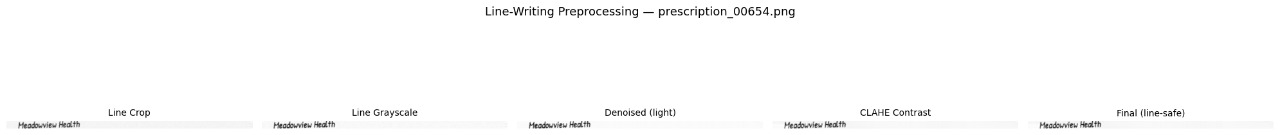 Line-Writing Preprocessing — prescription_00654.png
Line Crop
Line Grayscale
Denoised (light)
CLAHE Contrast
Final (line-safe)
Meadowview Health
Meadowview Health
Meadowview Health
Meadowview Health
Meadowview Health